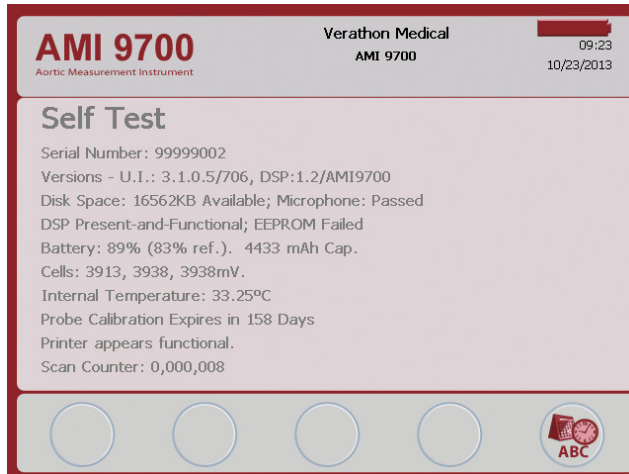 AMI 9700
Aortic Measurement Instrument
Verathon Medical
AMI 9700
09:23
10/23/2013
Self Test
Serial Number: 99999002
Versions - U.I.: 3.1.0.5/706, DSP:1.2/AMI9700
Disk Space: 16562KB Available; Microphone: Passed
DSP Present-and-Functional; EEPROM Failed
Battery: 89% (83% ref.).  4433 mAh Cap.
Cells: 3913, 3938, 3938mV.
Internal Temperature: 33.25ºC
Probe Calibration Expires in 158 Days
Printer appears functional.
Scan Counter: 0,000,008
ABC